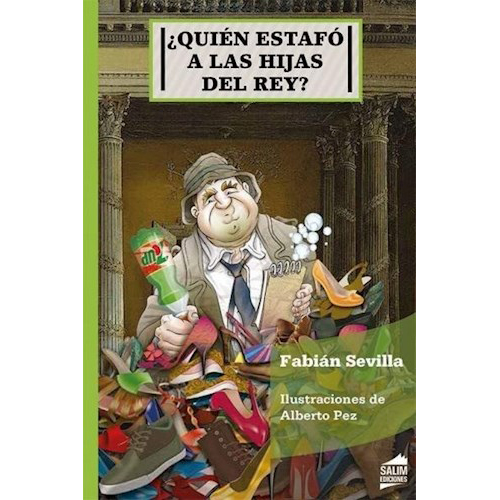 ¿QUIÉN ESTAFÓ
A LAS HIJAS
DEL REY?
Fabián Sevilla
Ilustraciones de
Alberto Pez
SALIM
EDICIONES